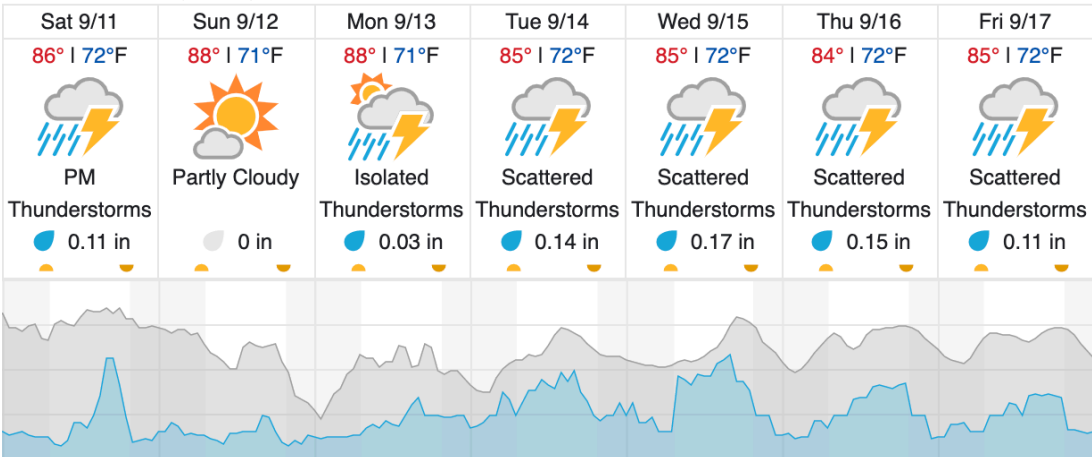 Sat 9/11
Sun 9/12
Mon 9/13
Tue 9/14
Wed 9/15
Thu 9/16
Fri 9/17
86° | 72°F
88° | 71°F
88° | 71°F
85° | 72°F
85° | 72°F
84° | 72°F
85° | 72°F
PM
Thunderstorms
Partly Cloudy
Isolated
Thunderstorms
Scattered
Thunderstorms
Scattered
Thunderstorms
Scattered
Thunderstorms
Scattered
Thunderstorms
0.11 in
0 in
0.03 in
0.14 in
0.17 in
0.15 in
0.11 in